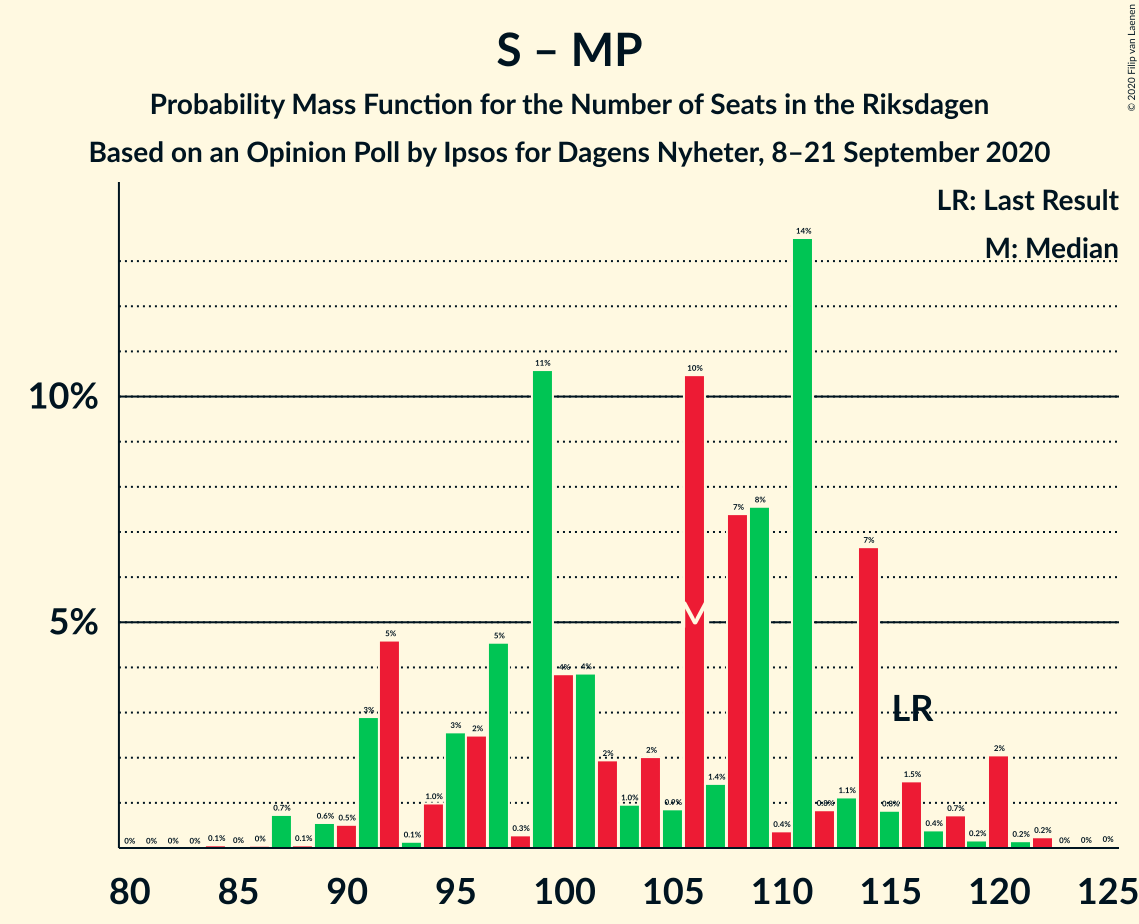 S – MP
Probability Mass Function for the Number of Seats in the Riksdagen
Based on an Opinion Poll by Ipsos for Dagens Nyheter, 8–21 September 2020
© 2020 Filip van Laenen
LR: Last Result
M: Median
10%
5%
0% 0% 0% 0% 0.1% 0% 0% 0.7% 0.1% 0.6% 0.5% 3% 5% 0.1% 1.0% 3% 2% 5% 0.3% 11% 4% 4% 2% 1.0% 2% 0.9% 10% 1.4% 7% 8% 0.4% 14% 0.8% 1.1% 7% 0.8% 1.5% 0.4% 0.7% 0.2% 2% 0.2% 0.2% 0% 0% 0%
LR
80 85 90 95 100 105 110 115 120 125